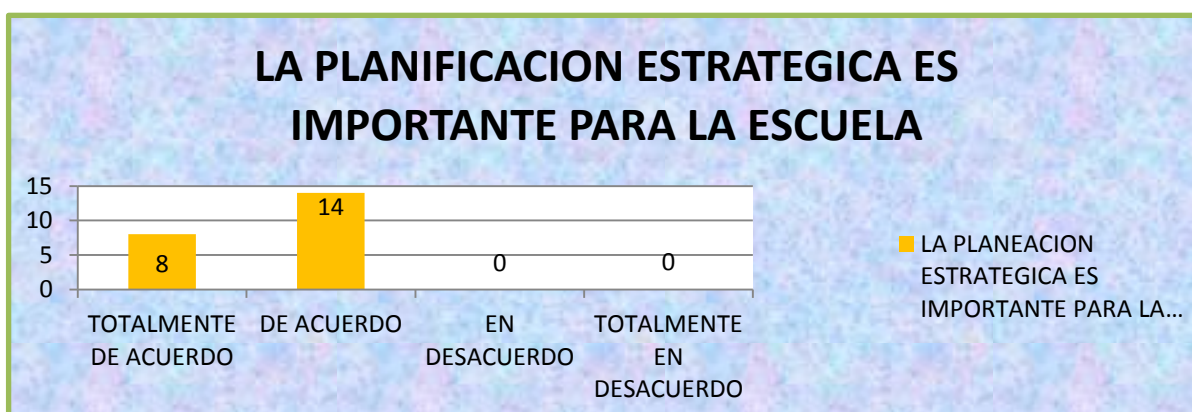 LA PLANIFICACION ESTRATEGICA ES
IMPORTANTE PARA LA ESCUELA
15
10
5
0
8
14
0
0
TOTALMENTE
DE ACUERDO
DE ACUERDO
EN
DESACUERDO
TOTALMENTE
EN
DESACUERDO
LA PLANEACION
ESTRATEGICA ES
IMPORTANTE PARA LA…